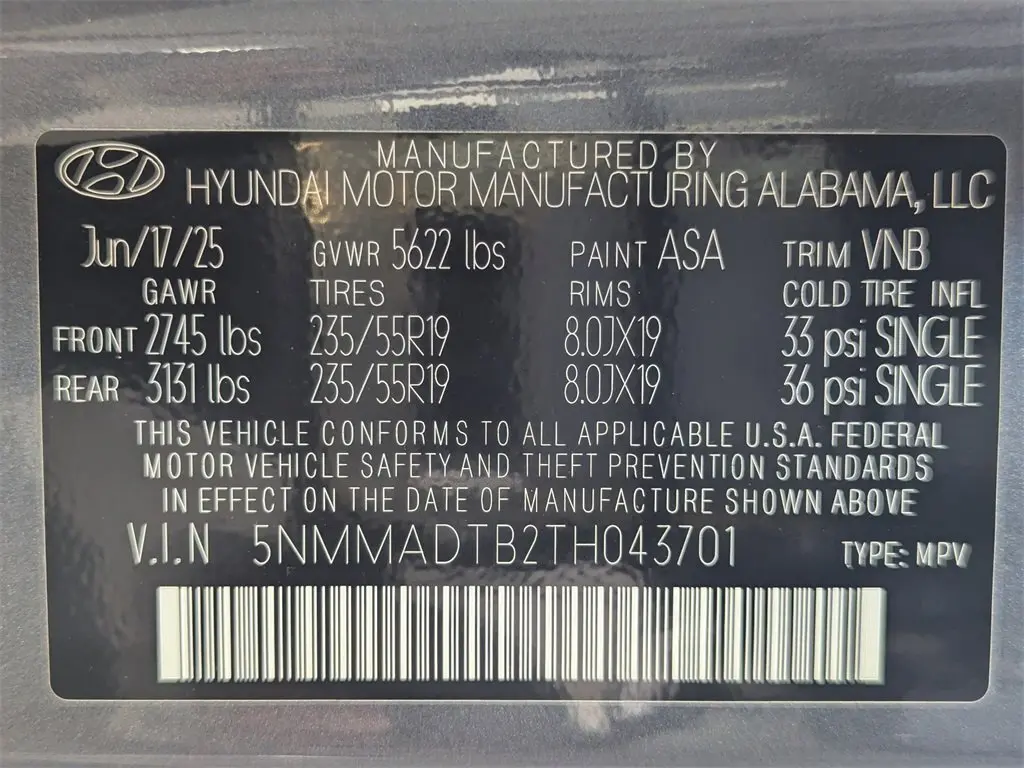 MANUFACTURED BY
HYUNDAI MOTOR MANUFACTURING ALABAMA, LLC
Jun/17/25 GVWR 5622 lbs PAINT ASA TRIM VNB
GAWR TIRES RIMS COLD TIRE INFL
FRONT 2745 lbs 235/55R19 8.0JX19 33 psi SINGLE
REAR 3131 lbs 235/55R19 8.0JX19 36 psi SINGLE
THIS VEHICLE CONFORMS TO ALL APPLICABLE U.S.A. FEDERAL
MOTOR VEHICLE SAFETY AND THEFT PREVENTION STANDARDS
IN EFFECT ON THE DATE OF MANUFACTURE SHOWN ABOVE
V.I.N 5NMMADTB2TH043701 TYPE: MPV